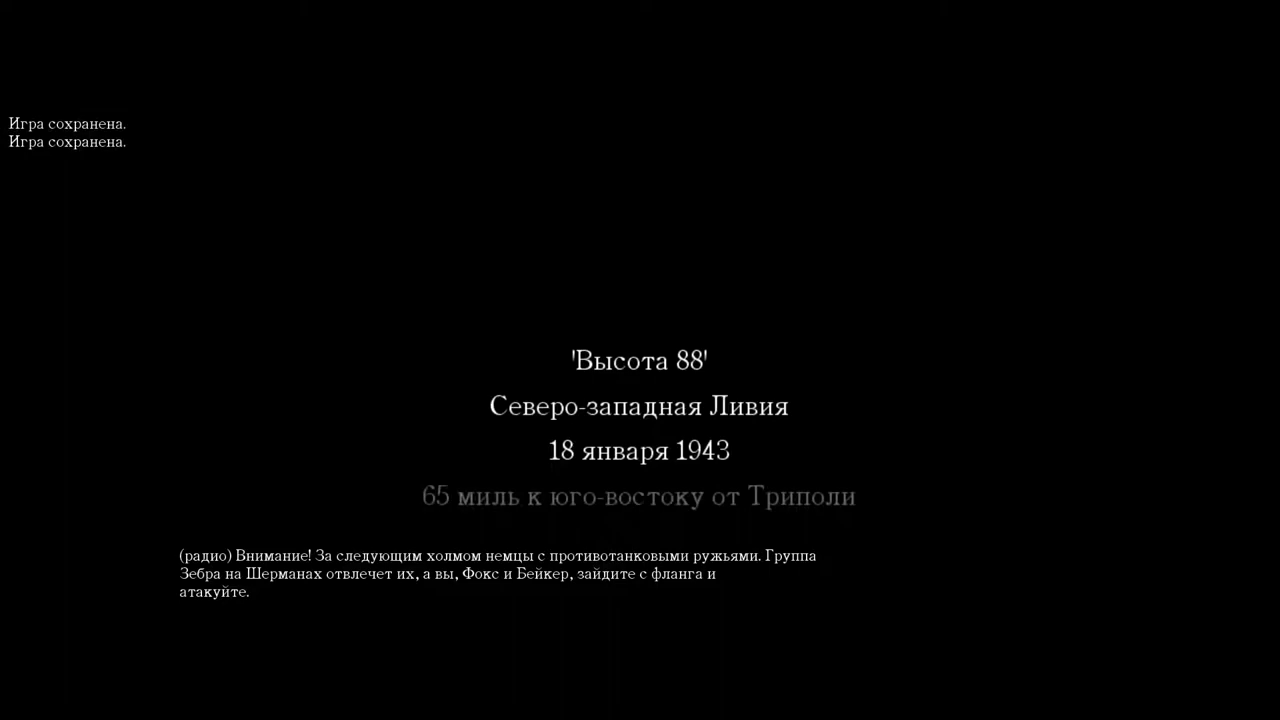 Игра сохранена.
Игра сохранена.
'Высота 88'
Северо-западная Ливия
18 января 1943
65 миль к юго-востоку от Триполи
(радио) Внимание! За следующим холмом немцы с противотанковыми ружьями. Группа
Зебра на Шерманах отвлечет их, а вы, Фокс и Бейкер, зайдите с фланга и
атакуйте.